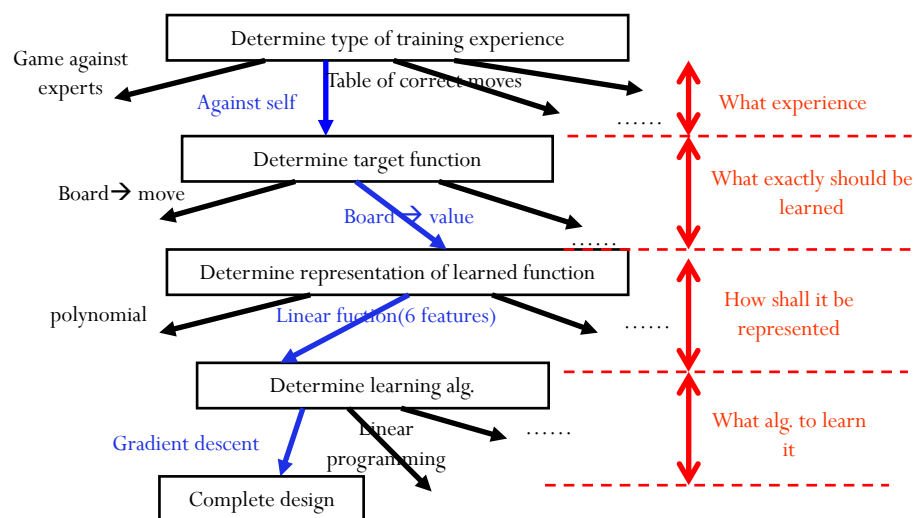 Determine type of training experience
Game against
experts
Table of correct moves
Against self
What experience
......
Determine target function
Board→ move
Board→ value
What exactly should be
learned
......
Determine representation of learned function
polynomial
Linear fuction(6 features)
How shall it be
represented
......
Determine learning alg.
Gradient descent
Linear
programming
......
What alg. to learn
it
Complete design